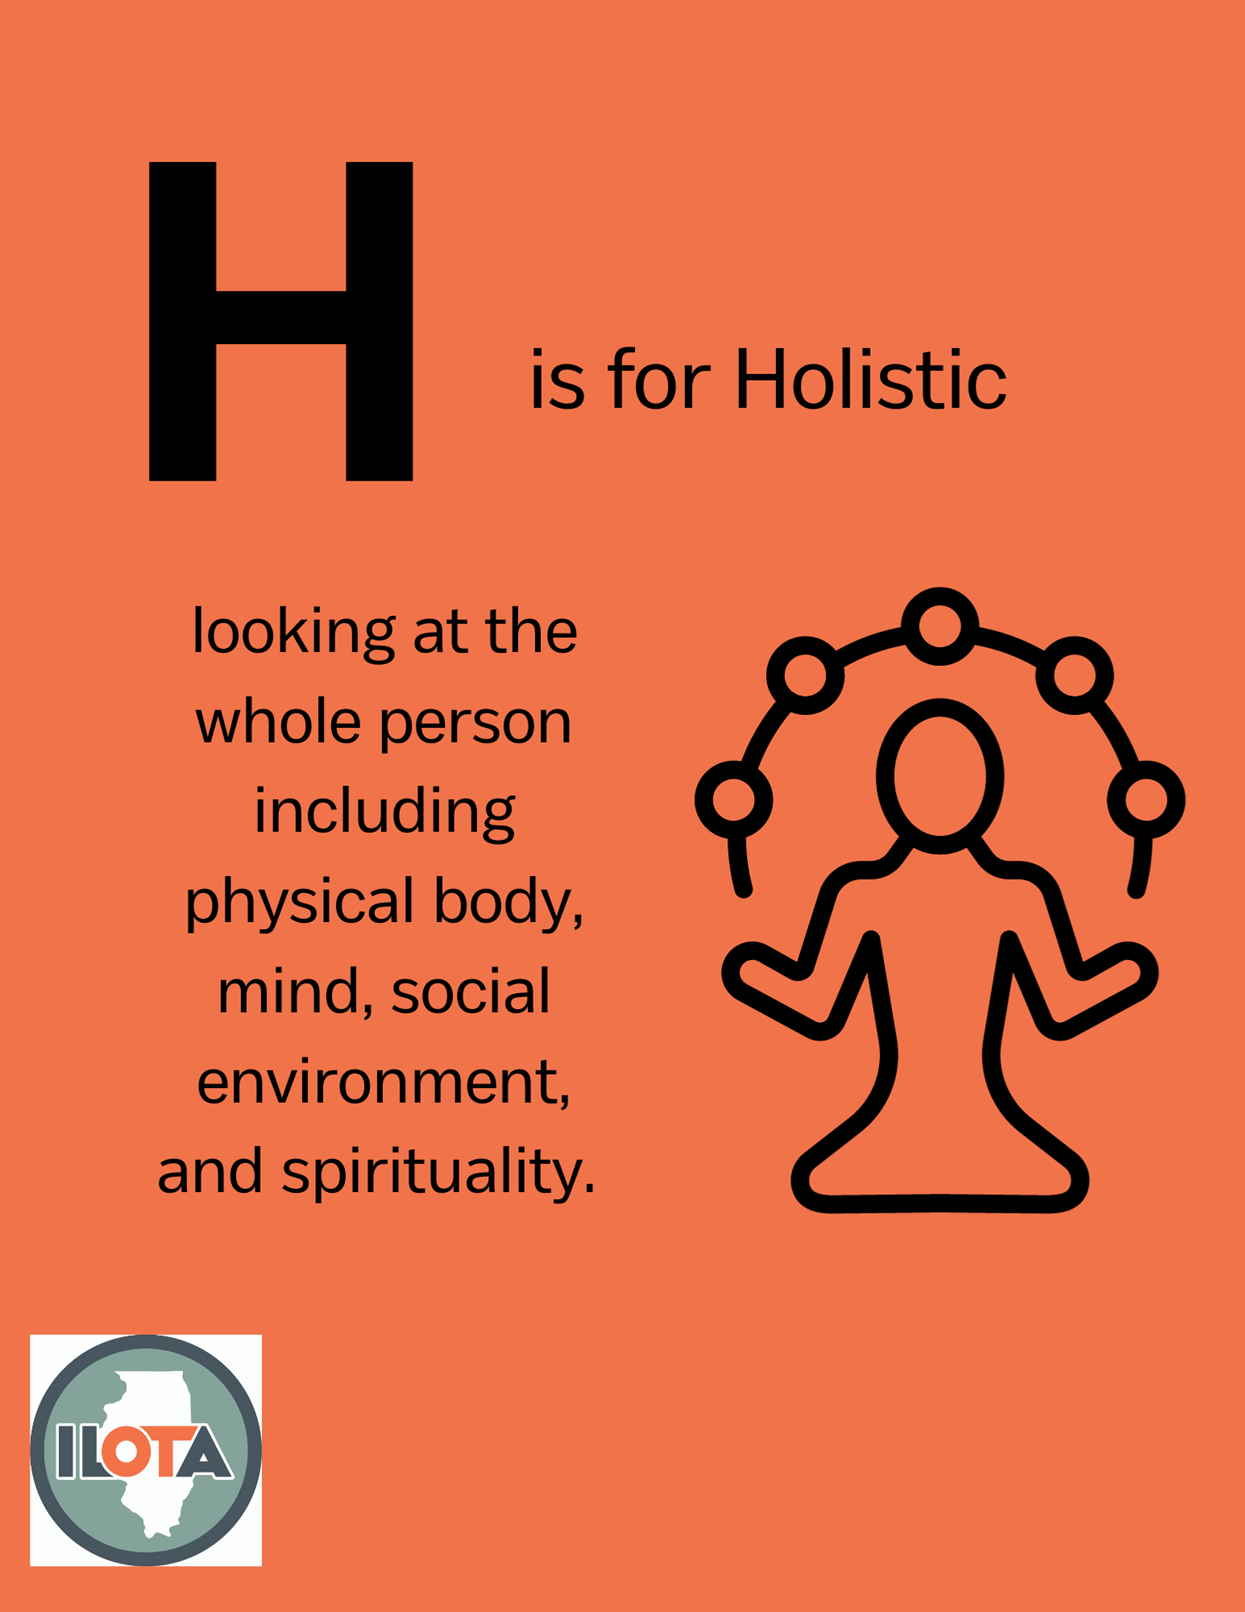 H
is for Holistic
looking at the
whole person
including
physical body,
mind, social
environment,
and spirituality.
ILOTA